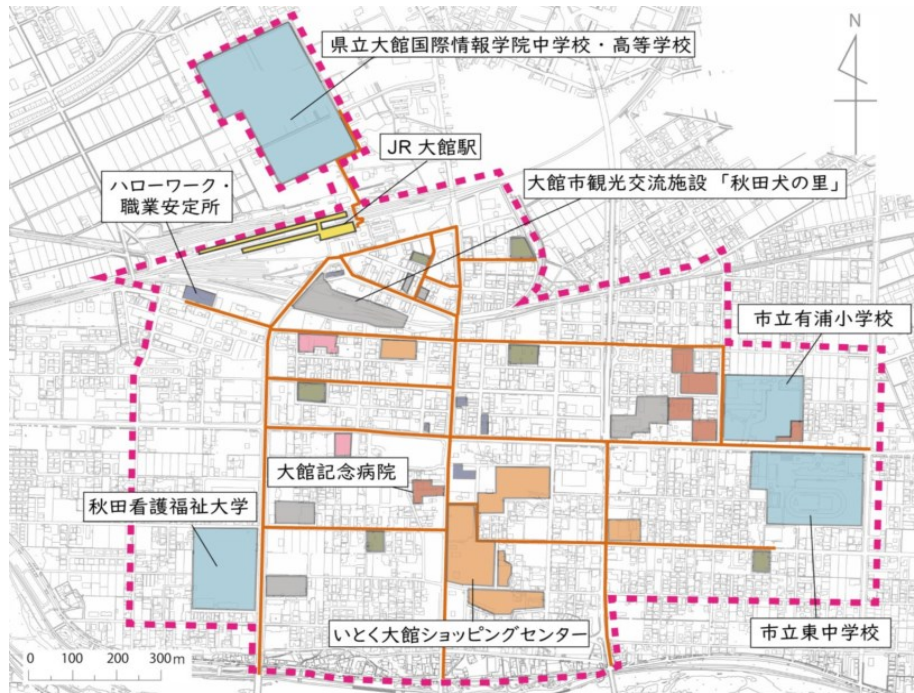 県立大館国際情報学院中学校・高等学校
N
JR 大館駅
大館市観光交流施設「秋田犬の里」
ハローワーク・
職業安定所
市立有浦小学校
大館記念病院
秋田看護福祉大学
いとく大館ショッピングセンター
市立東中学校
0 100 200 300m